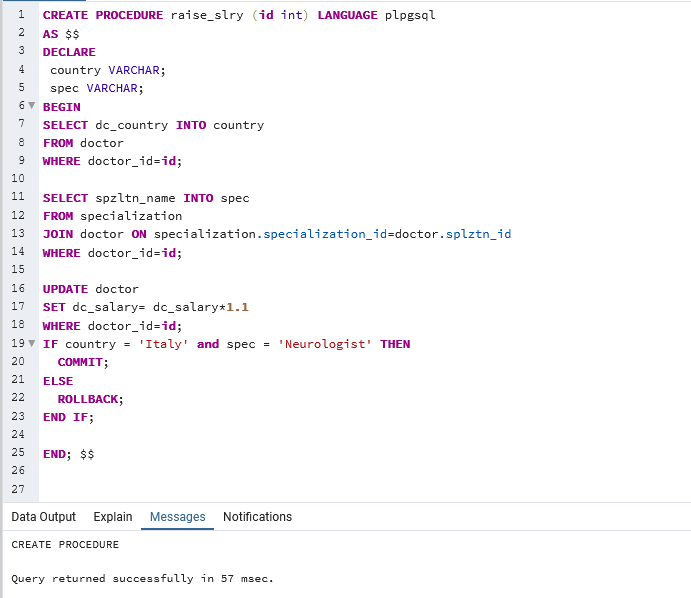 1 CREATE PROCEDURE raise_slry (id int) LANGUAGE plpgsql
2 AS $$
3 DECLARE
4 country VARCHAR;
5 spec VARCHAR;
6 BEGIN
7 SELECT dc_country INTO country
8 FROM doctor
9 WHERE doctor_id=id;
10
11 SELECT spzltn_name INTO spec
12 FROM specialization
13 JOIN doctor ON specialization.specialization_id=doctor.splztn_id
14 WHERE doctor_id=id;
15
16 UPDATE doctor
17 SET dc_salary= dc_salary*1.1
18 WHERE doctor_id=id;
19 IF country = 'Italy' and spec = 'Neurologist' THEN
20 COMMIT;
21 ELSE
22 ROLLBACK;
23 END IF;
24
25 END; $$
26
27
Data Output Explain Messages Notifications
CREATE PROCEDURE
Query returned successfully in 57 msec.